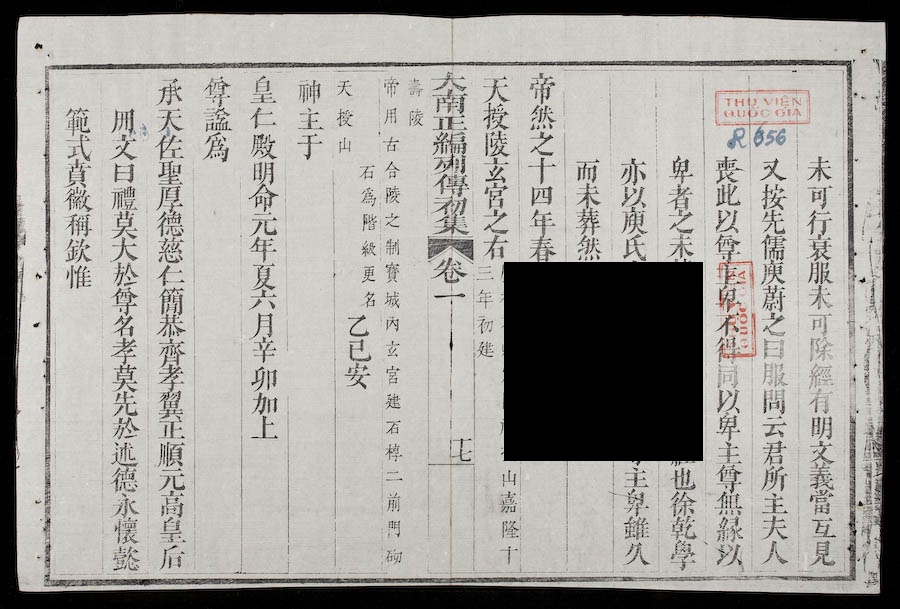 未可行衰服未可除經有明文義當互見
又按先儒庾蔚之曰服問云君所主夫人
喪此以尊主卑不得同以卑主尊無緣以
卑者之未 也徐乾學
亦以庾氏 主卑雖久
而未葬然
帝然之十四年春
天授陵玄宮之右
山嘉隆十
三年初建
大南正編列傳初集 卷一 十七
壽陵
帝用古合陵之制寶城內玄宮建石椁二前門砌
石爲階級更名
天授山
乙巳安
神主于
皇仁殿明命元年夏六月辛卯加上
尊謚爲
承天佐聖厚德慈仁簡恭齊孝翼正順元高皇后
冊文曰禮莫大於尊名孝莫先於述德永懷懿
範式賁徽稱欽惟
THƯ VIỆN
QUỐC GIA
R 656